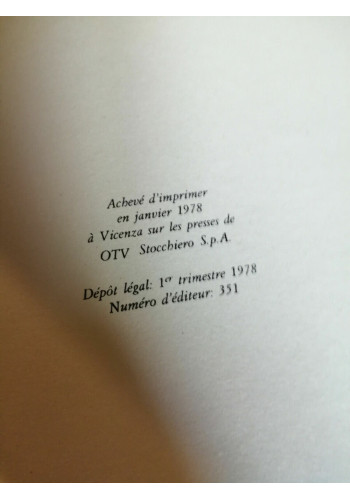 Achevé d'imprimer
en janvier 1978
à Vicenza sur les presses de
OTV Stocchiero S.p.A.
Dépôt légal: 1er trimestre 1978
Numéro d'éditeur: 351